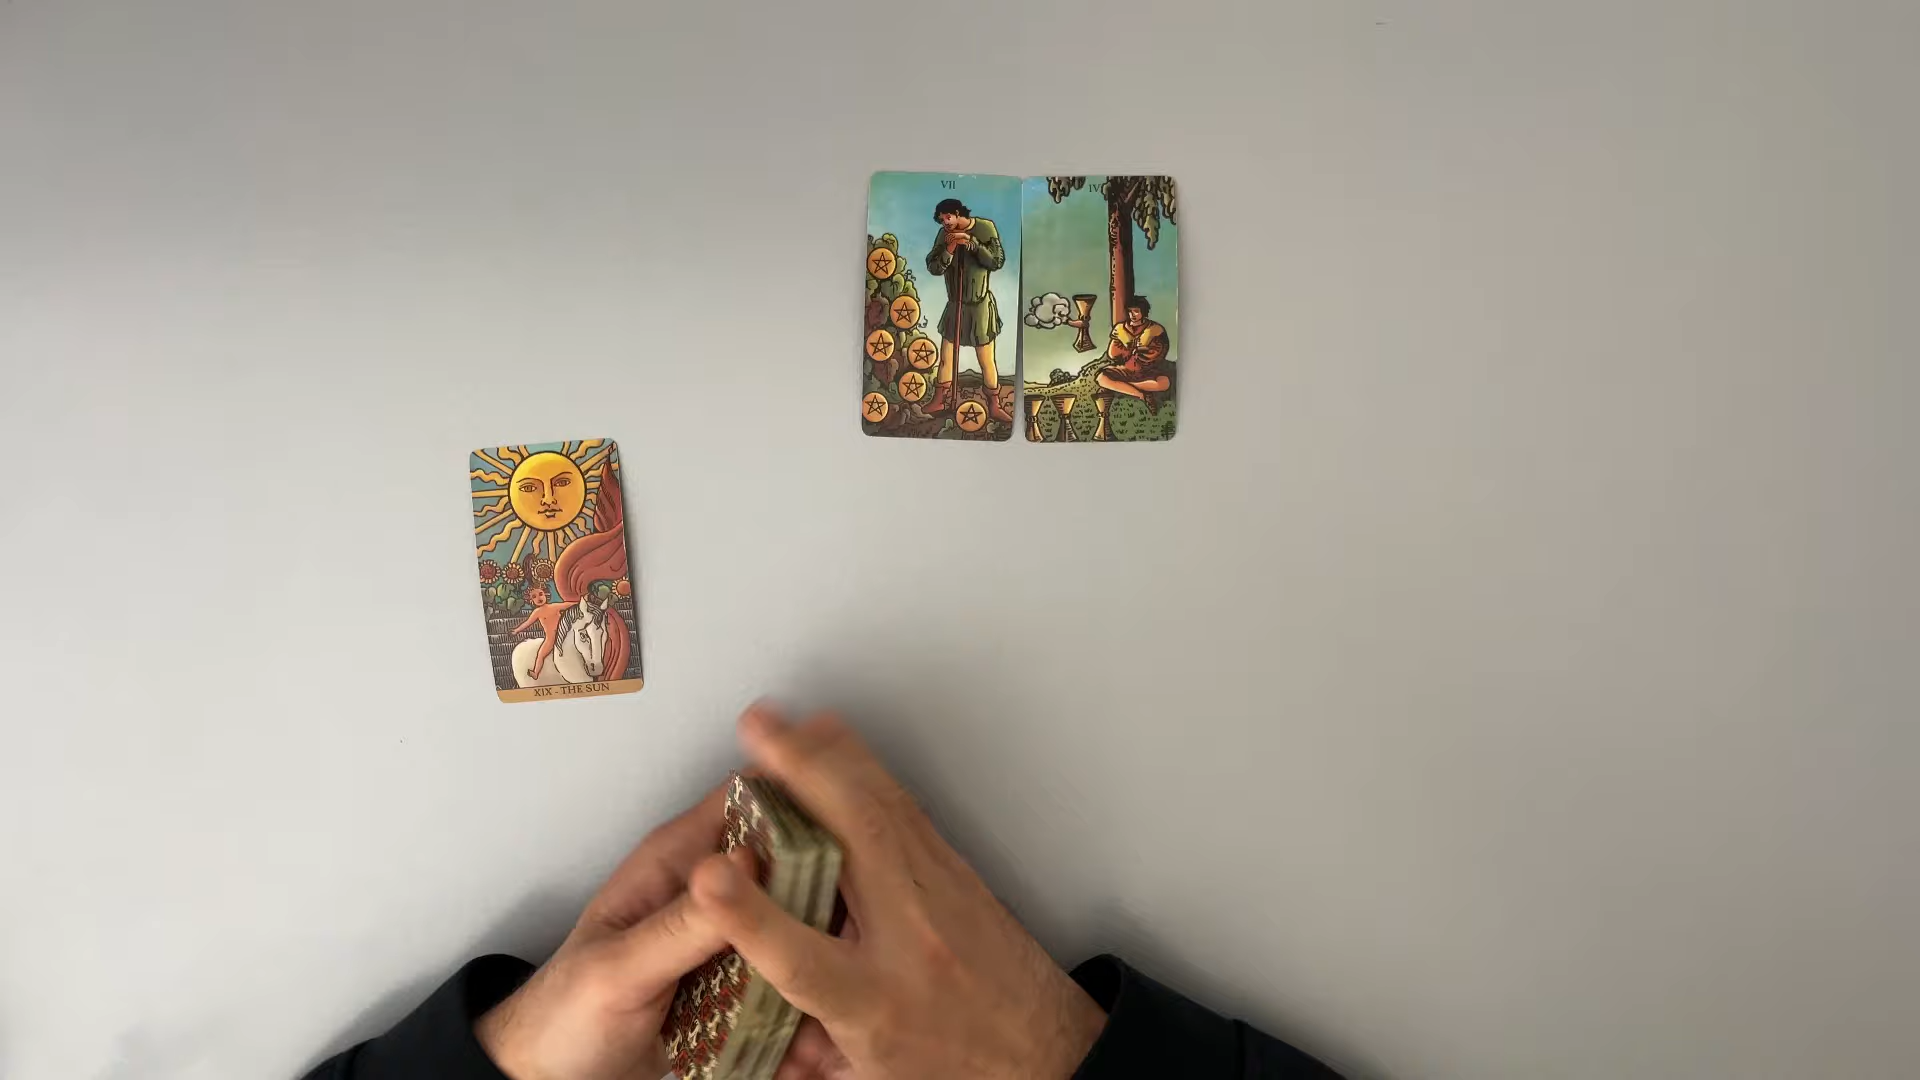 VII
IV
XIX - THE SUN